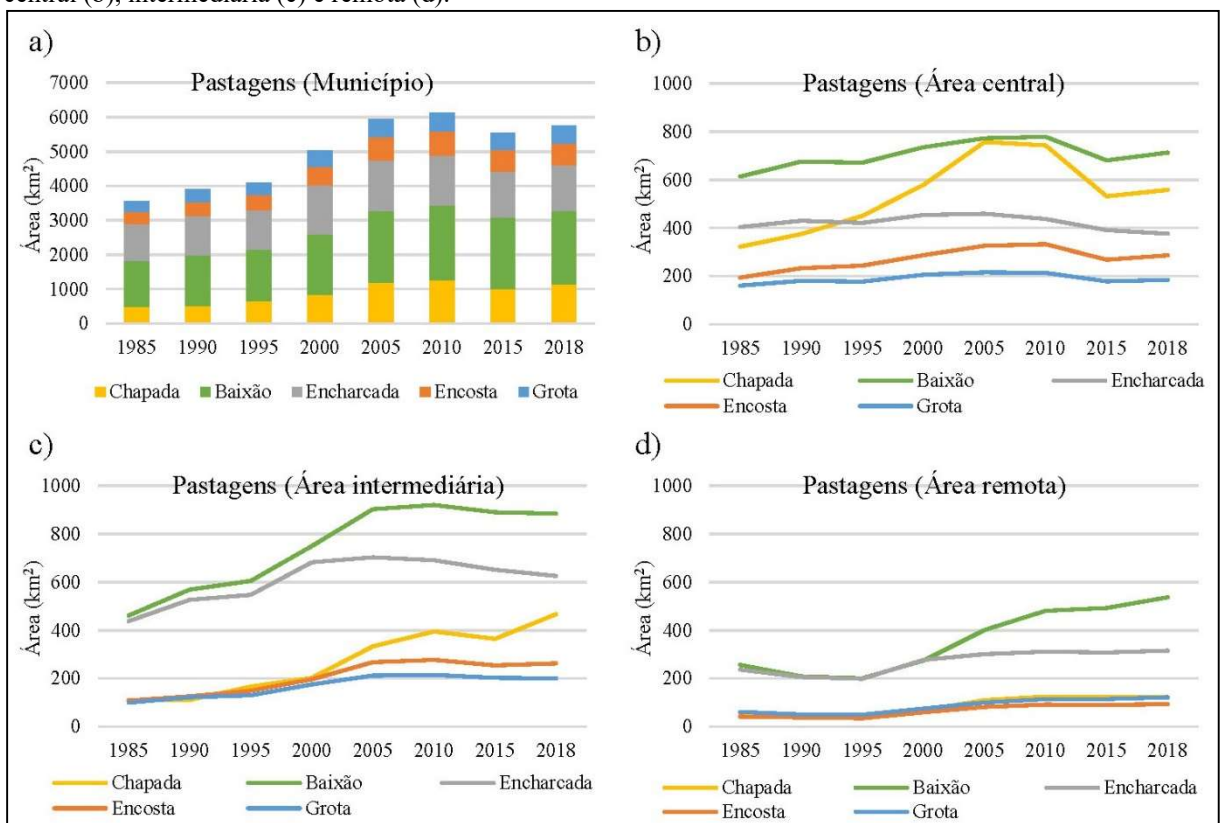 central (b), intermediária (c) e remota (d).
a)
Pastagens (Município)
7000
6000
5000
4000
3000
2000
1000
0
Área (km²)
1985 1990 1995 2000 2005 2010 2015 2018
Chapada Baixão Encharcada Encosta Grota
b)
Pastagens (Área central)
1000
800
600
400
200
0
Área (km²)
1985 1990 1995 2000 2005 2010 2015 2018
Chapada Baixão Encharcada
Encosta Grota
c)
Pastagens (Área intermediária)
1000
800
600
400
200
0
Área (km²)
1985 1990 1995 2000 2005 2010 2015 2018
Chapada Baixão Encharcada
Encosta Grota
d)
Pastagens (Área remota)
1000
800
600
400
200
0
Área (km²)
1985 1990 1995 2000 2005 2010 2015 2018
Chapada Baixão Encharcada
Encosta Grota